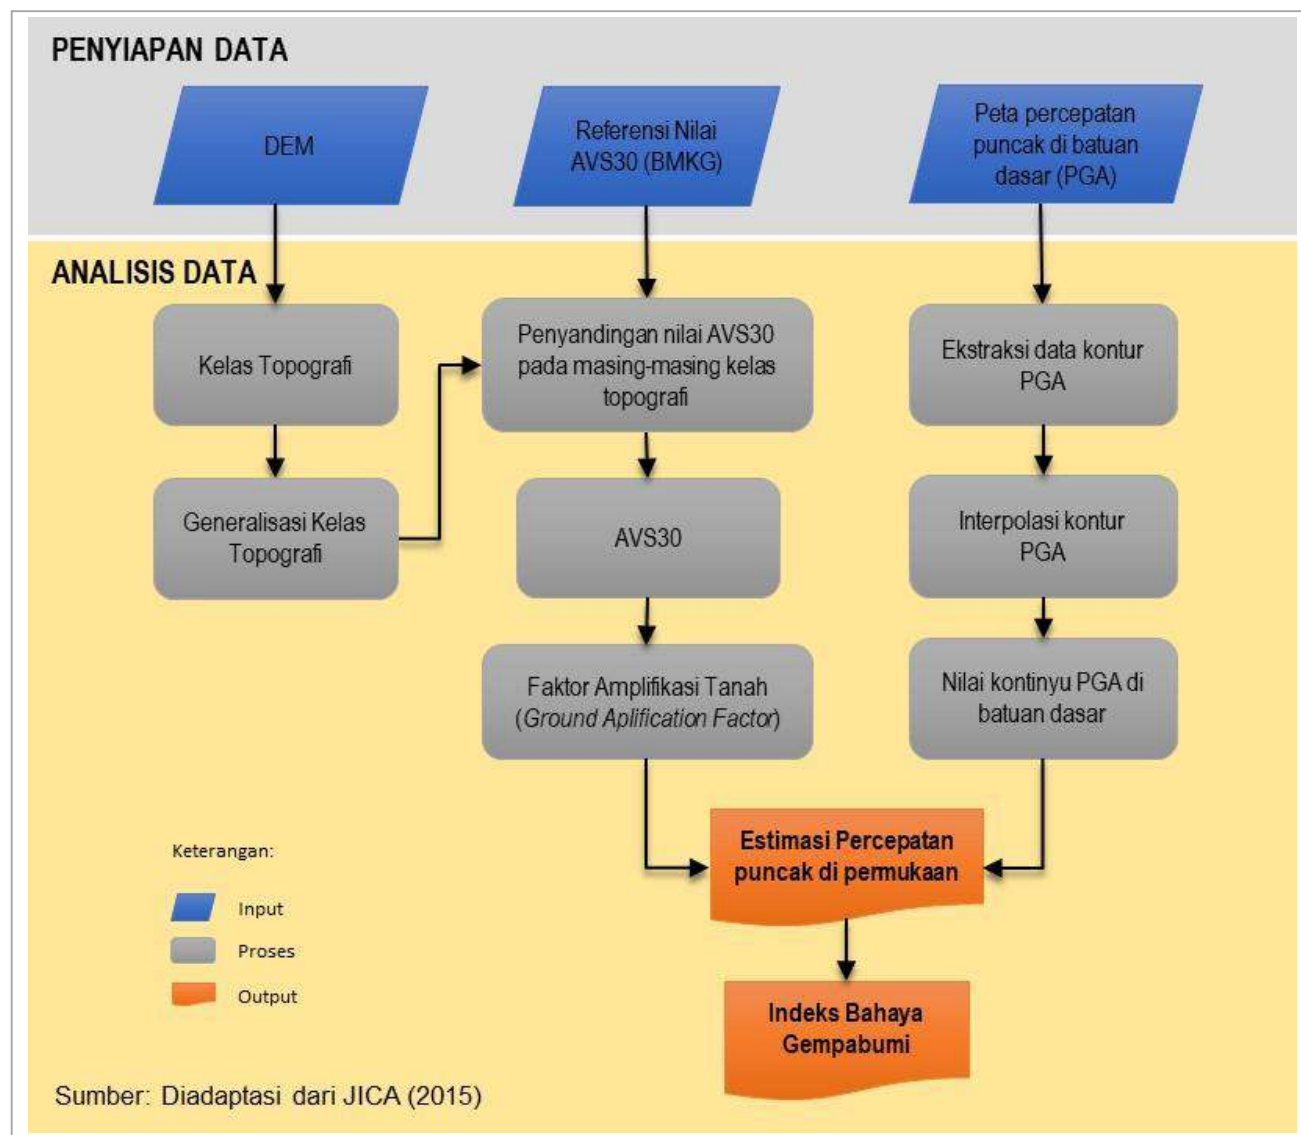 PENYIAPAN DATA
DEM
Referensi Nilai
AVS30 (BMKG)
Peta percepatan
puncak di batuan
dasar (PGA)
ANALISIS DATA
Kelas Topografi
Penyandingan nilai AVS30
pada masing-masing kelas
topografi
Ekstraksi data kontur
PGA
Generalisasi Kelas
Topografi
AVS30
Interpolasi kontur
PGA
Faktor Amplifikasi Tanah
(Ground Aplification Factor)
Nilai kontinyu PGA di
batuan dasar
Estimasi Percepatan
puncak di permukaan
Indeks Bahaya
Gempabumi
Keterangan:
Input
Proses
Output
Sumber: Diadaptasi dari JICA (2015)